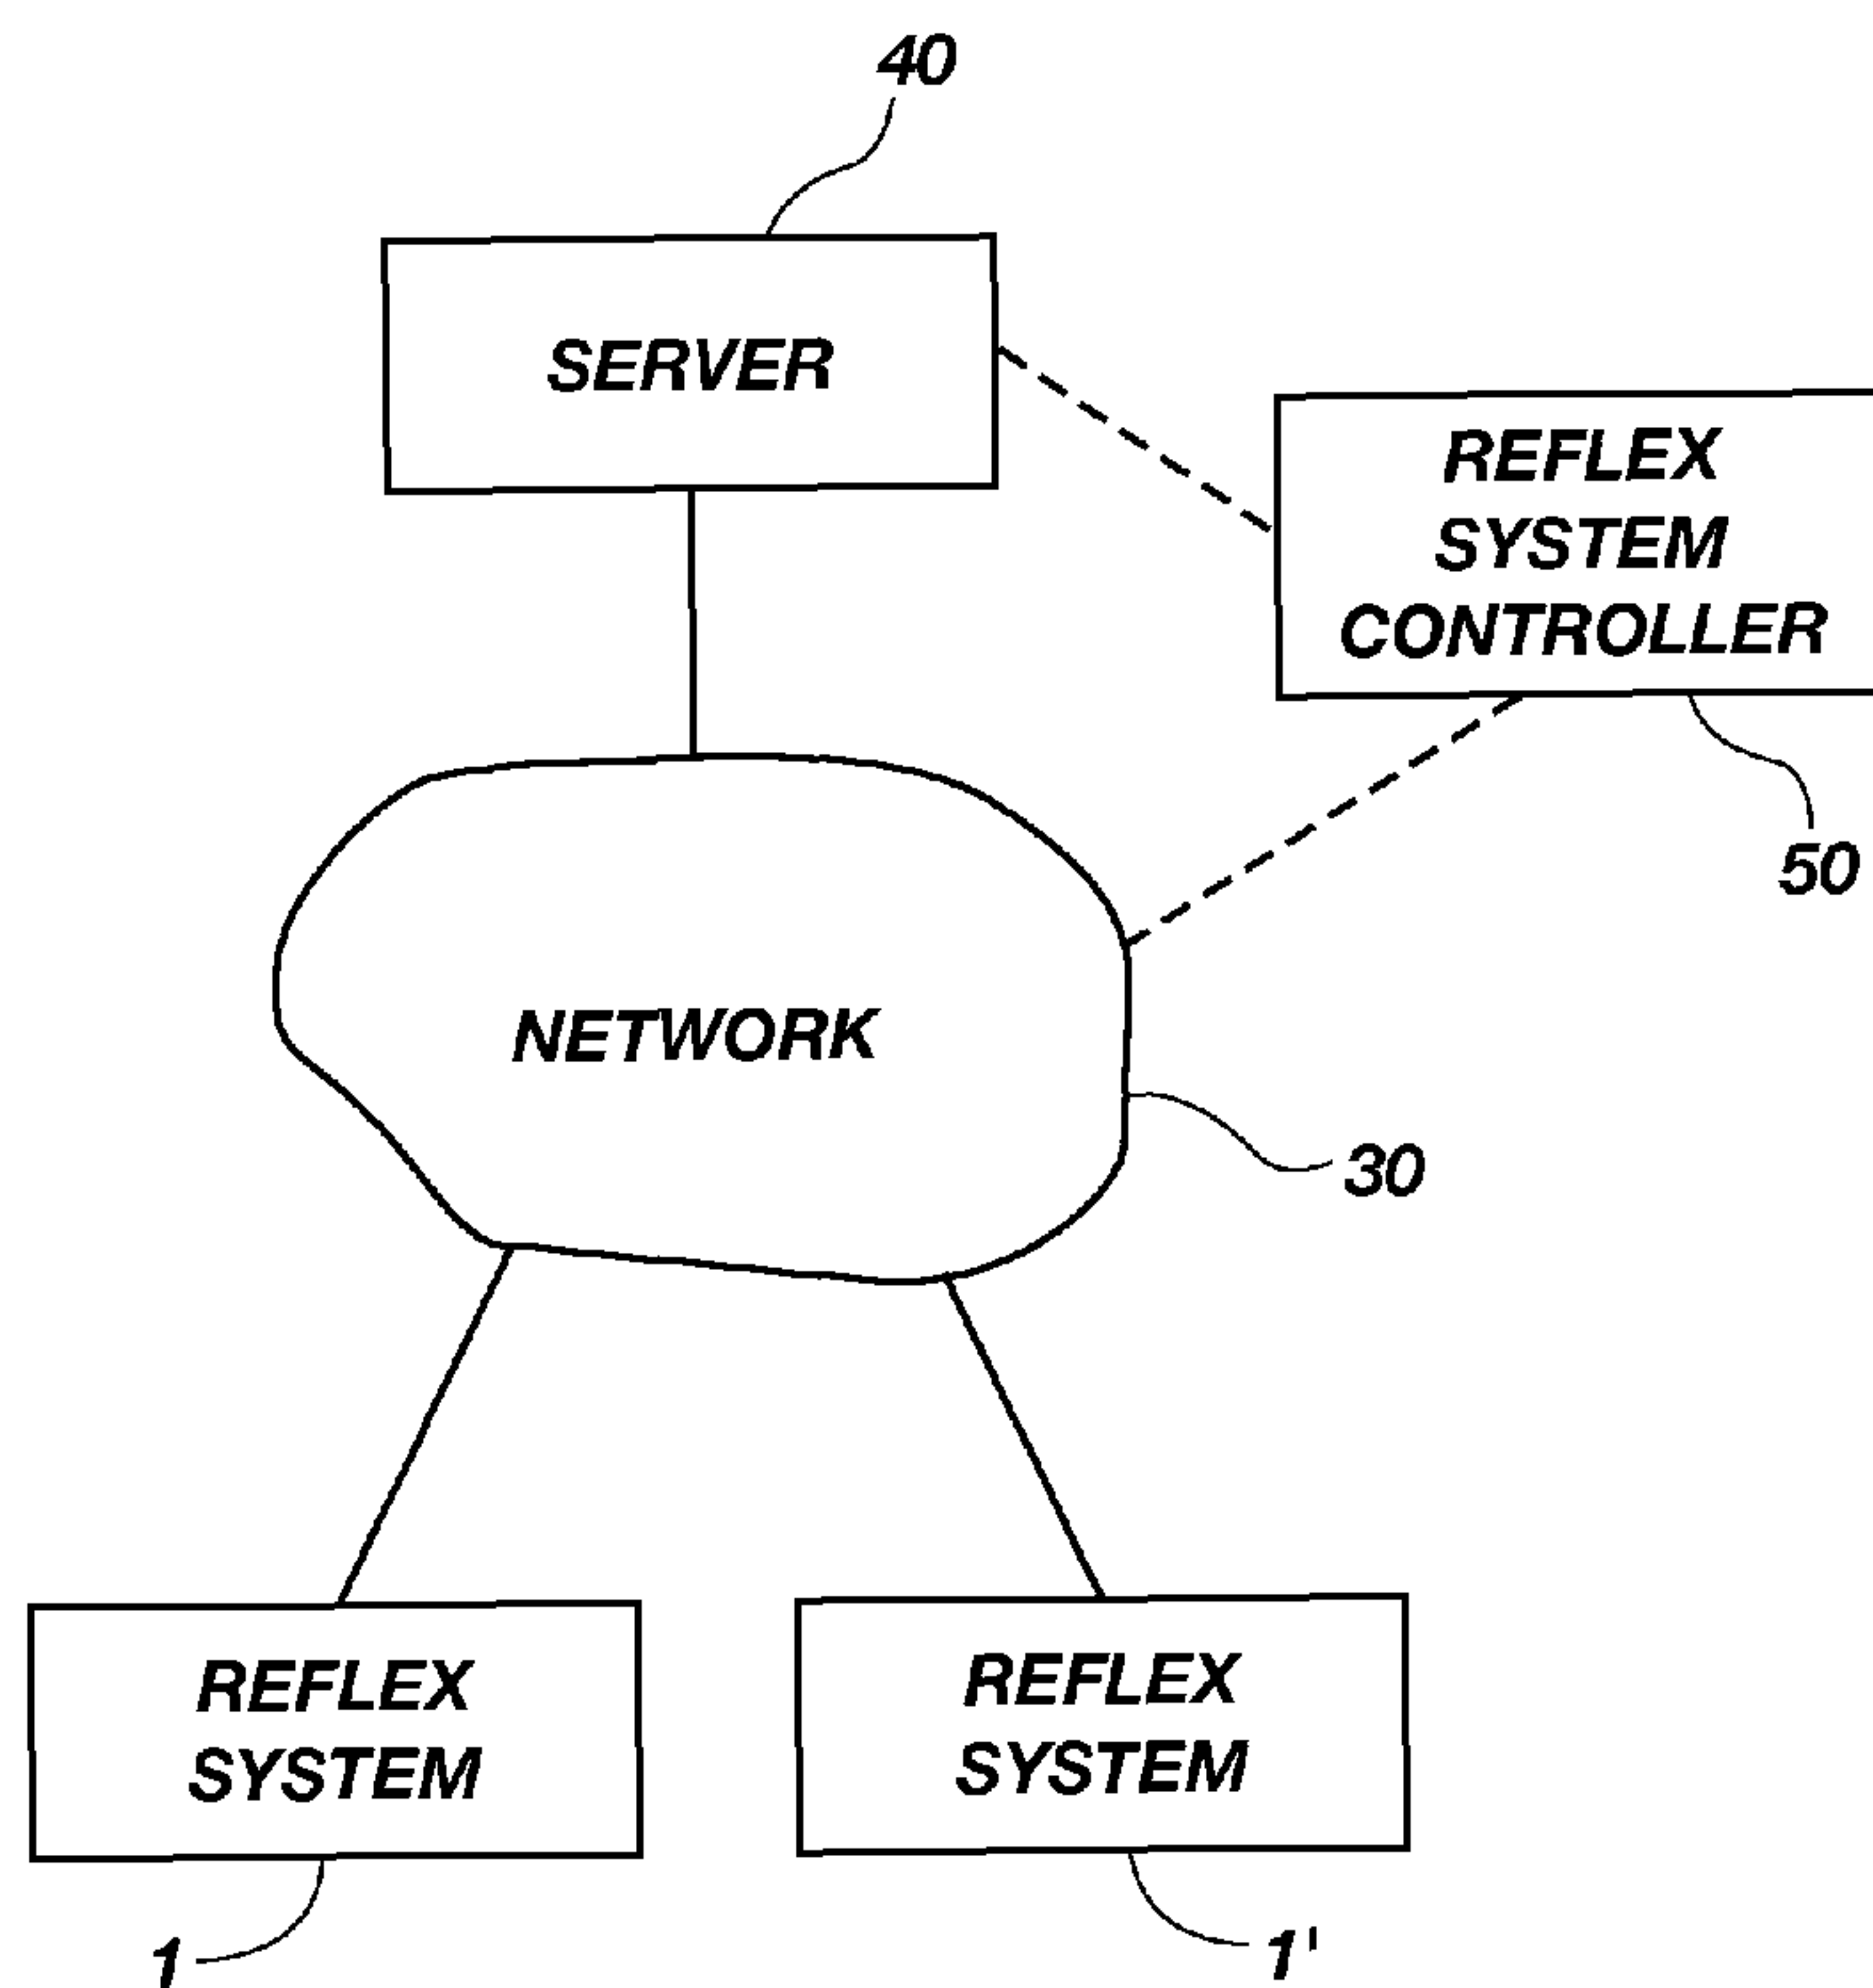 40
SERVER
REFLEX
SYSTEM
CONTROLLER
50
NETWORK
30
REFLEX
SYSTEM
REFLEX
SYSTEM
1
1'